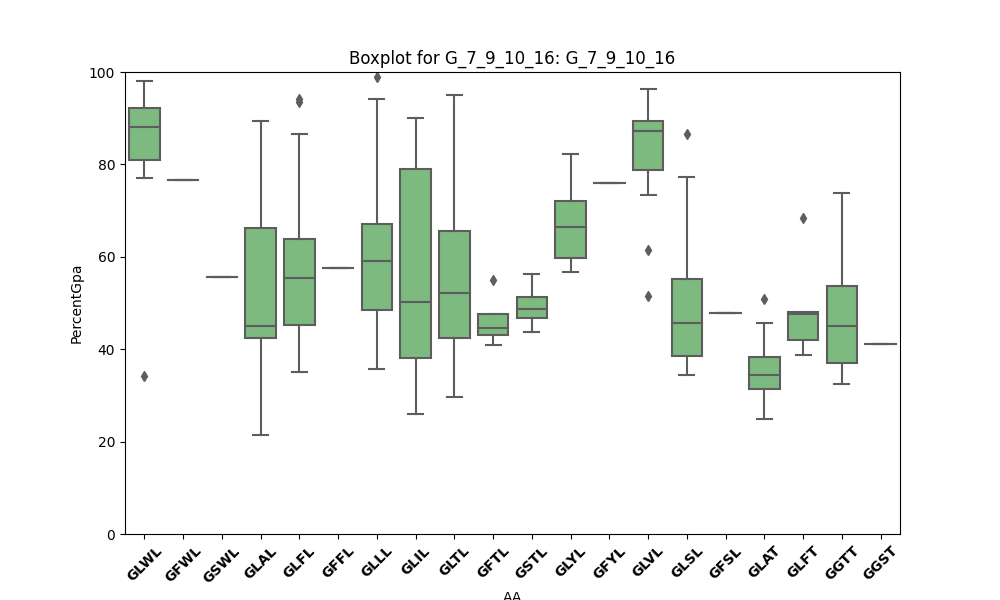 Boxplot for G_7_9_10_16: G_7_9_10_16
100
80
60
40
20
0
PercentGpa
GLWL GFWL GSWL GLAL GLFL GFFL GLLL GLIL GLTL GFTL GSTL GLYL GFYL GLVL GLSL GFSL GLAT GLFT GGTT GGST
AA